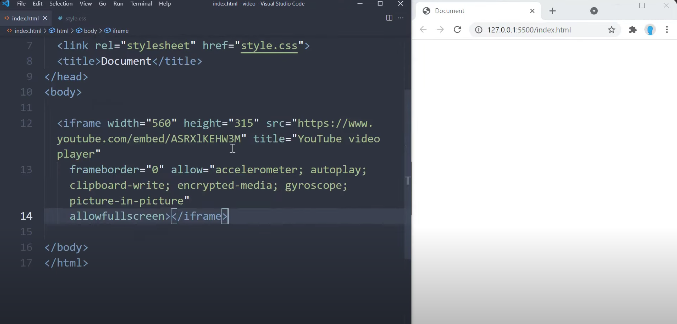 File Edit Selection View Go Run Terminal Help index.html - video - Visual Studio Code
index.html style.css
index.html html body iframe
7 <link rel="stylesheet" href="style.css">
8 <title>Document</title>
9 </head>
10 <body>
11
12 <iframe width="560" height="315" src="https://www.
youtube.com/embed/ASRXlKEHW3M" title="YouTube video
player"
13 frameborder="0" allow="accelerometer; autoplay;
clipboard-write; encrypted-media; gyroscope;
picture-in-picture"
14 allowfullscreen></iframe>
15
16 </body>
17 </html>
Document
127.0.0.1:5500/index.html